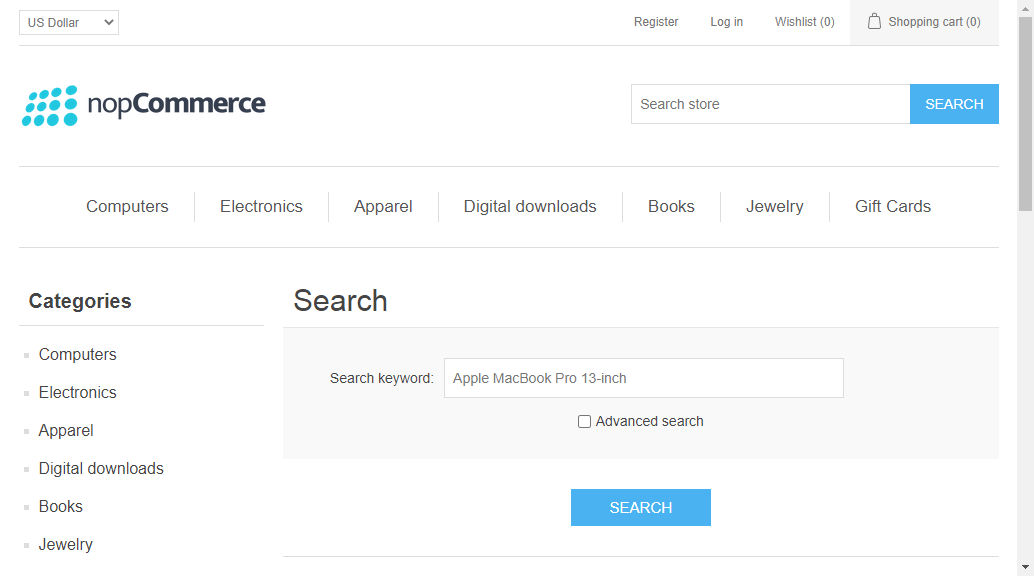 US Dollar
Register
Log in
Wishlist (0)
Shopping cart (0)
nopCommerce
Search store
SEARCH
Computers
Electronics
Apparel
Digital downloads
Books
Jewelry
Gift Cards
Categories
Computers
Electronics
Apparel
Digital downloads
Books
Jewelry
Search
Search keyword: Apple MacBook Pro 13-inch
Advanced search
SEARCH